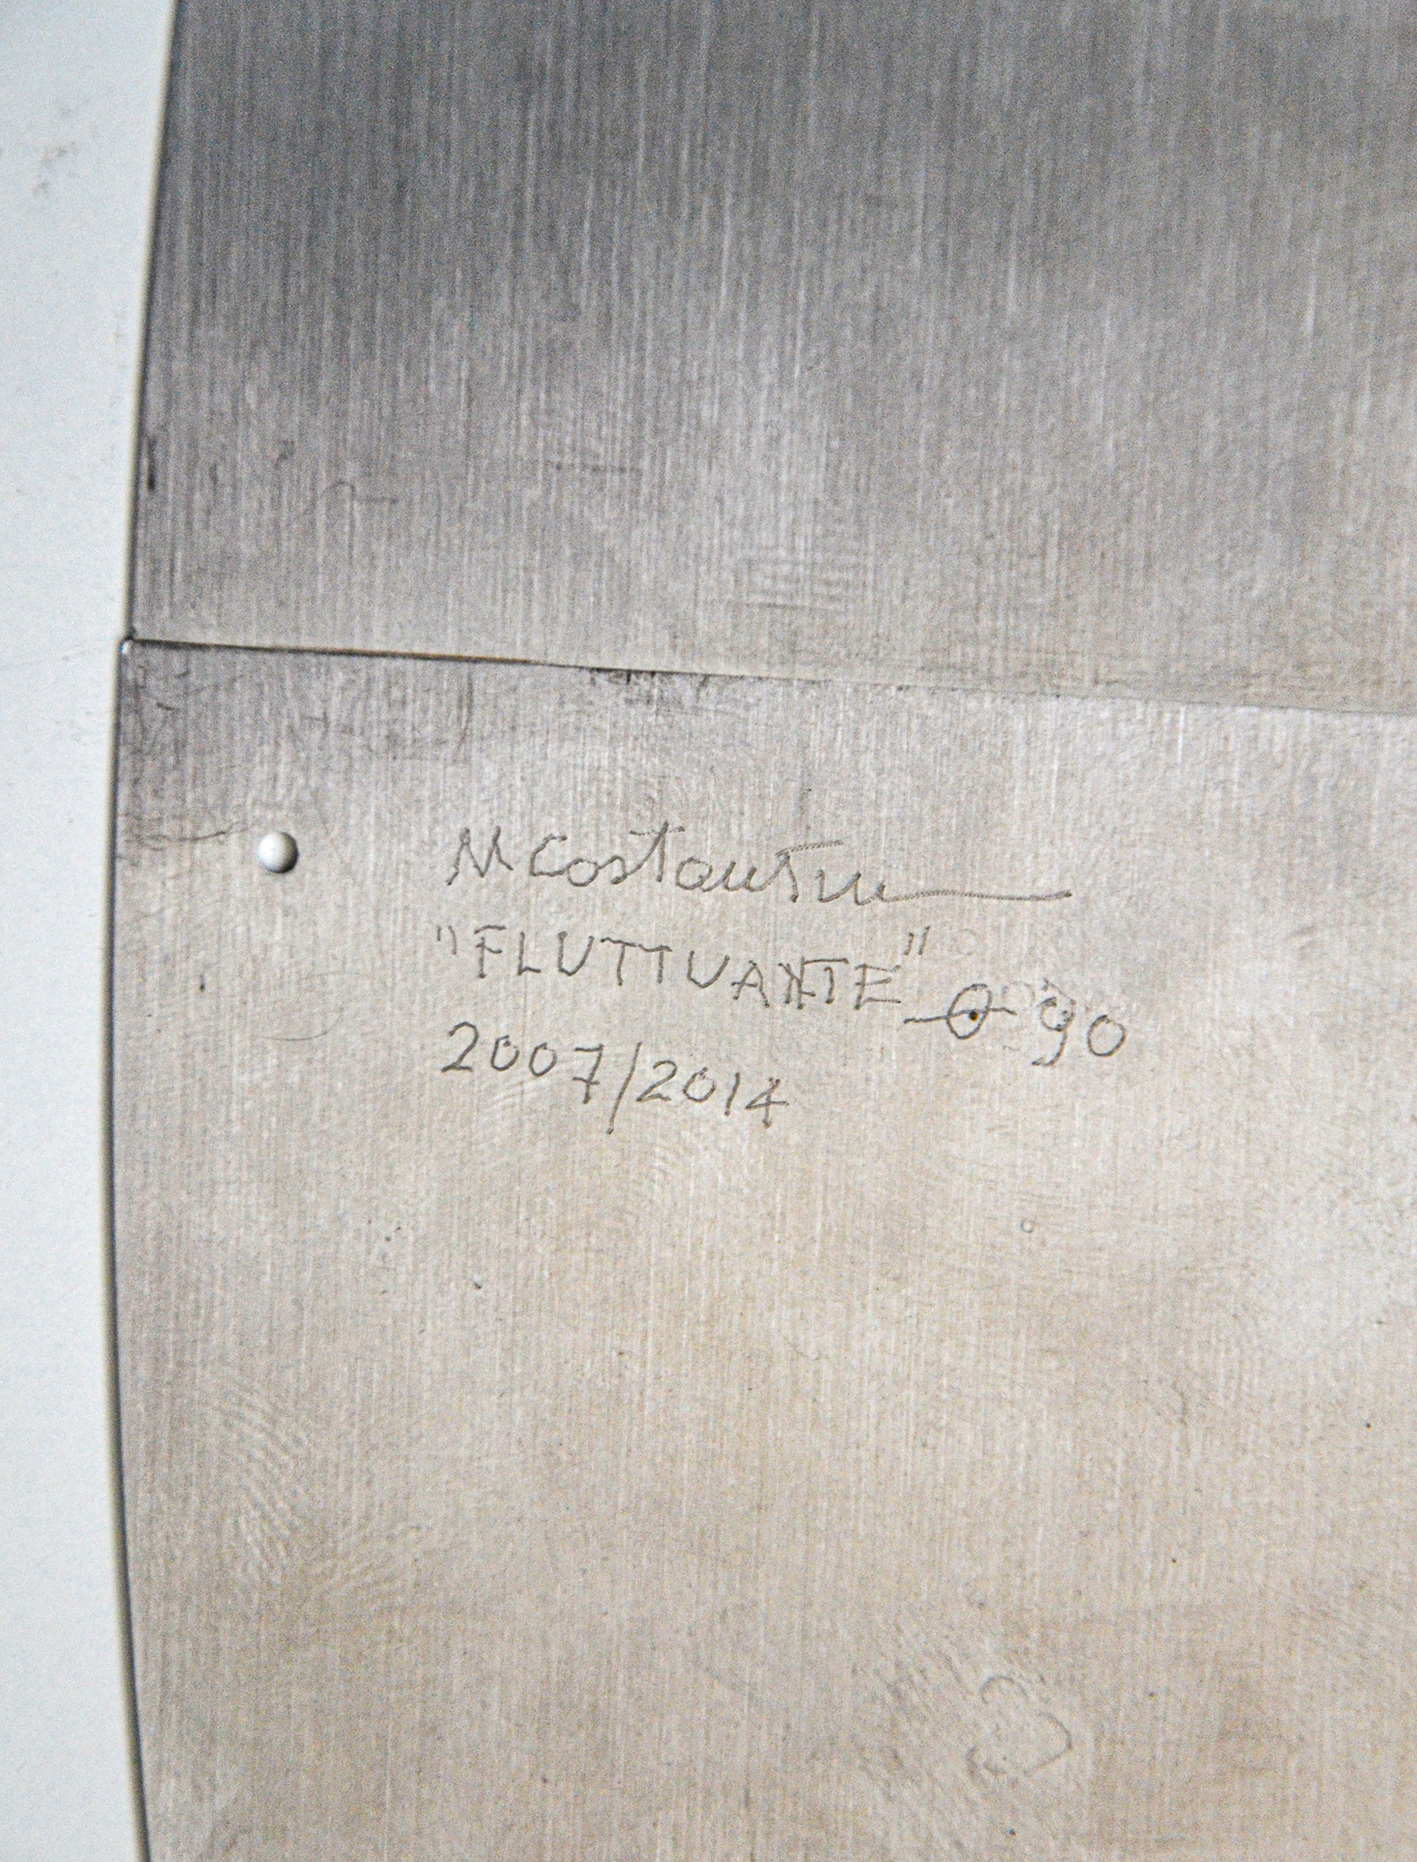 M Costantini
"FLUTTUANTE" Ø 90
2007/2014